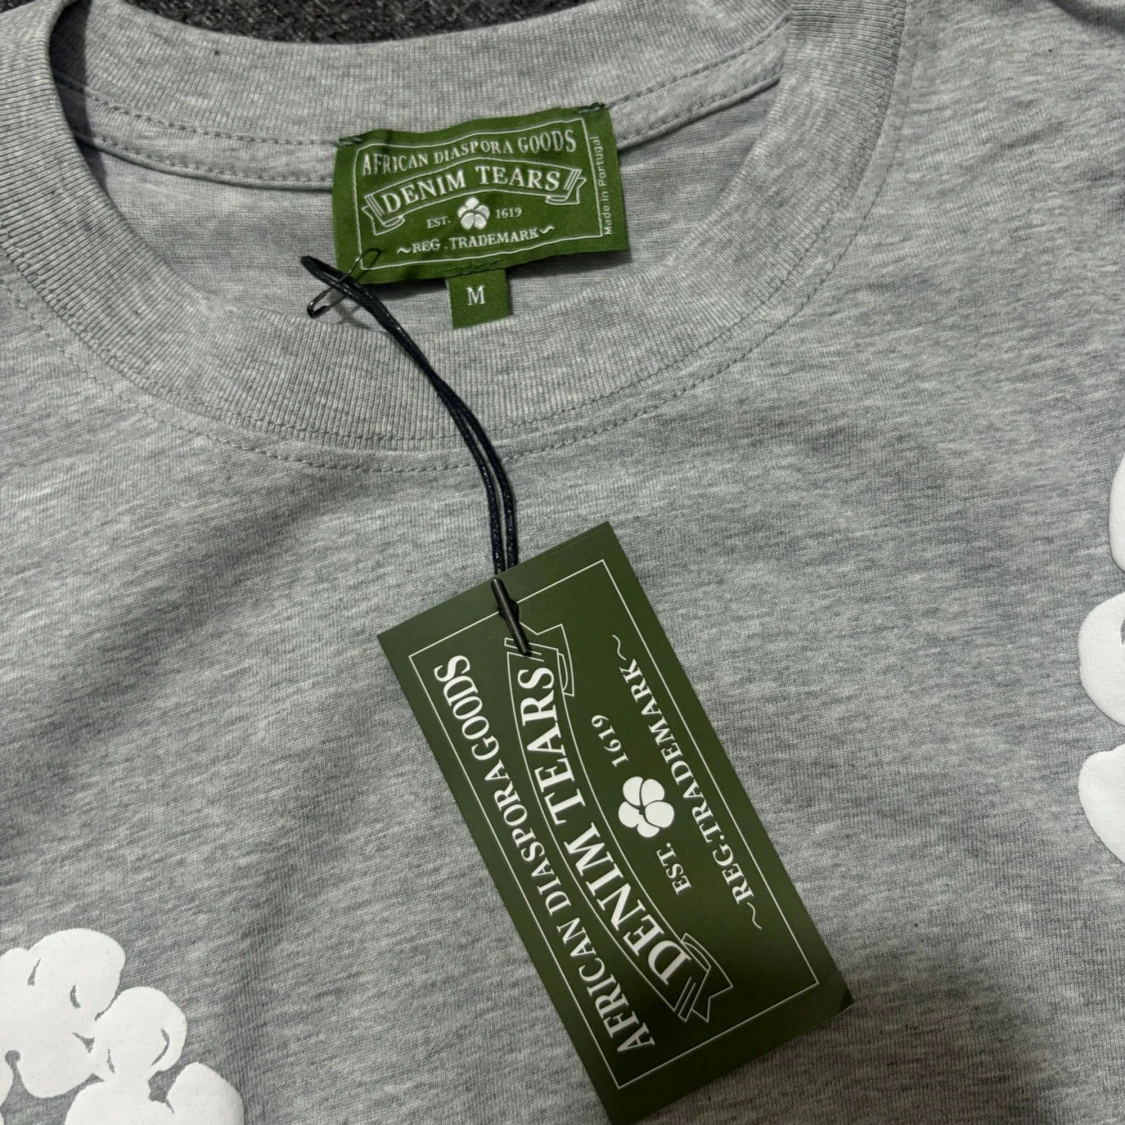 AFRICAN DIASPORA GOODS
DENIM TEARS
EST. 1619
~REG.TRADEMARK~
Made in Portugal
M
AFRICAN DIASPORA GOODS
DENIM TEARS
EST. 1619
~REG.TRADEMARK~